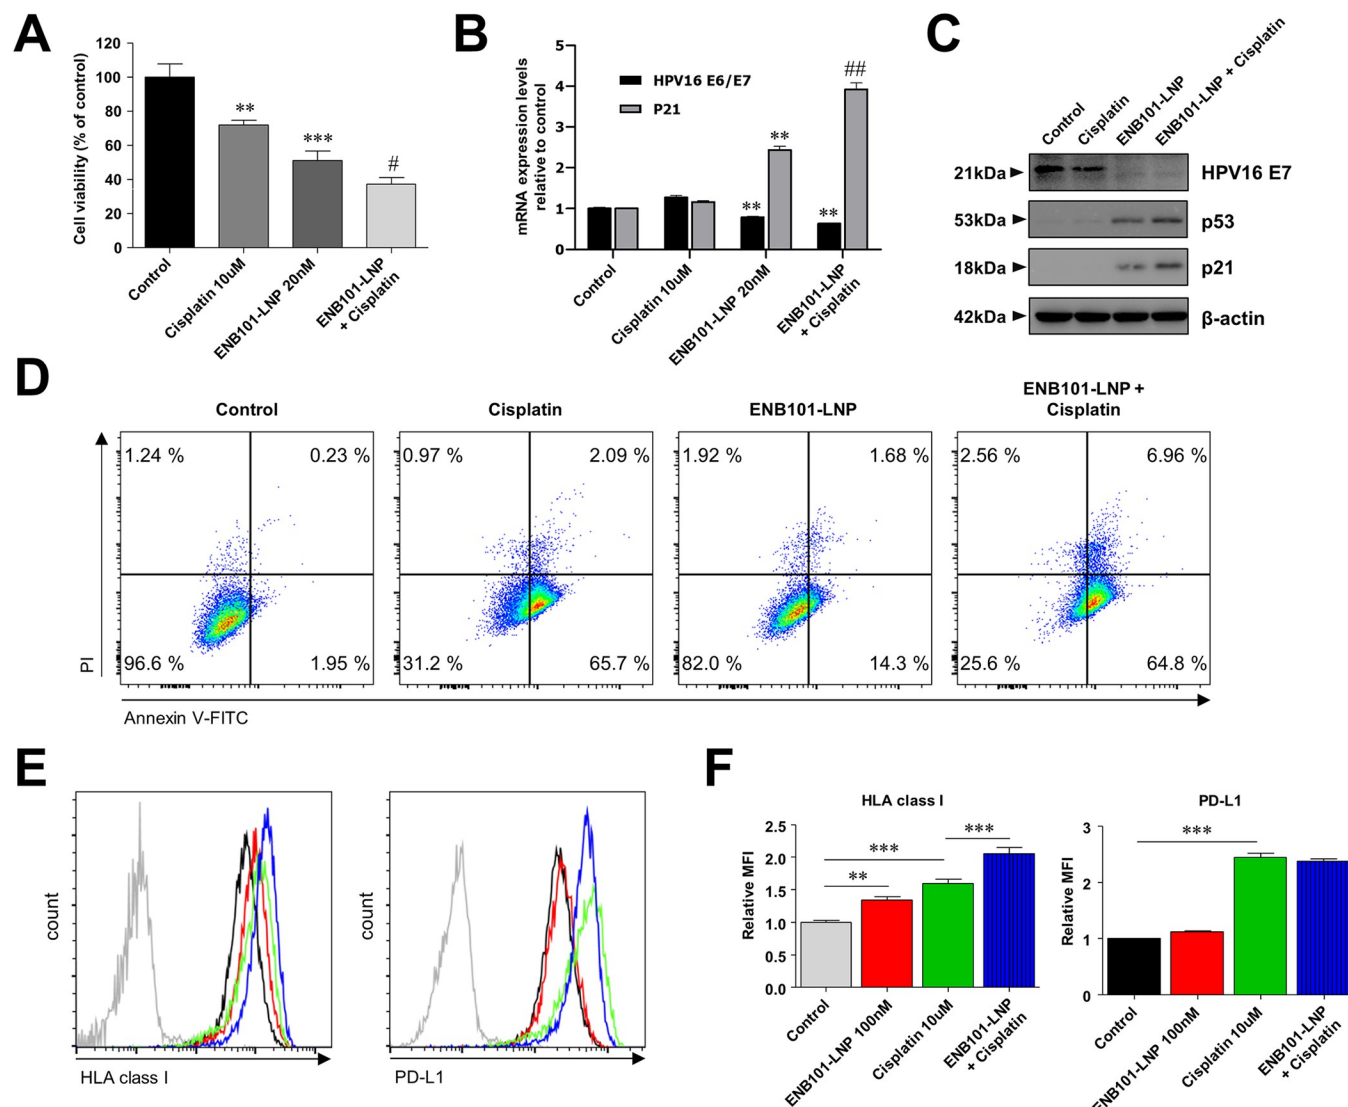 A
Cell viability (% of control)
120
100
80
60
40
20
0
**
***
#
Control
Cisplatin 10uM
ENB101-LNP 20nM
ENB101-LNP
+ Cisplatin
B
mRNA expression levels
relative to control
5
4
3
2
1
0
HPV16 E6/E7
P21
**
**
**
##
Control
Cisplatin 10uM
ENB101-LNP 20nM
ENB101-LNP
+ Cisplatin
C
Control
Cisplatin
ENB101-LNP
ENB101-LNP + Cisplatin
21kDa HPV16 E7
53kDa p53
18kDa p21
42kDa β-actin
D
Control
Cisplatin
ENB101-LNP
ENB101-LNP +
Cisplatin
1.24 % 0.23 %
96.6 % 1.95 %
0.97 % 2.09 %
31.2 % 65.7 %
1.92 % 1.68 %
82.0 % 14.3 %
2.56 % 6.96 %
25.6 % 64.8 %
PI
Annexin V-FITC
E
count
HLA class I
count
PD-L1
F
HLA class I
Relative MFI
2.5
2.0
1.5
1.0
0.5
0.0
***
***
**
Control
ENB101-LNP 100nM
Cisplatin 10uM
ENB101-LNP
+ Cisplatin
PD-L1
Relative MFI
3
2
1
0
***
Control
ENB101-LNP 100nM
Cisplatin 10uM
ENB101-LNP
+ Cisplatin